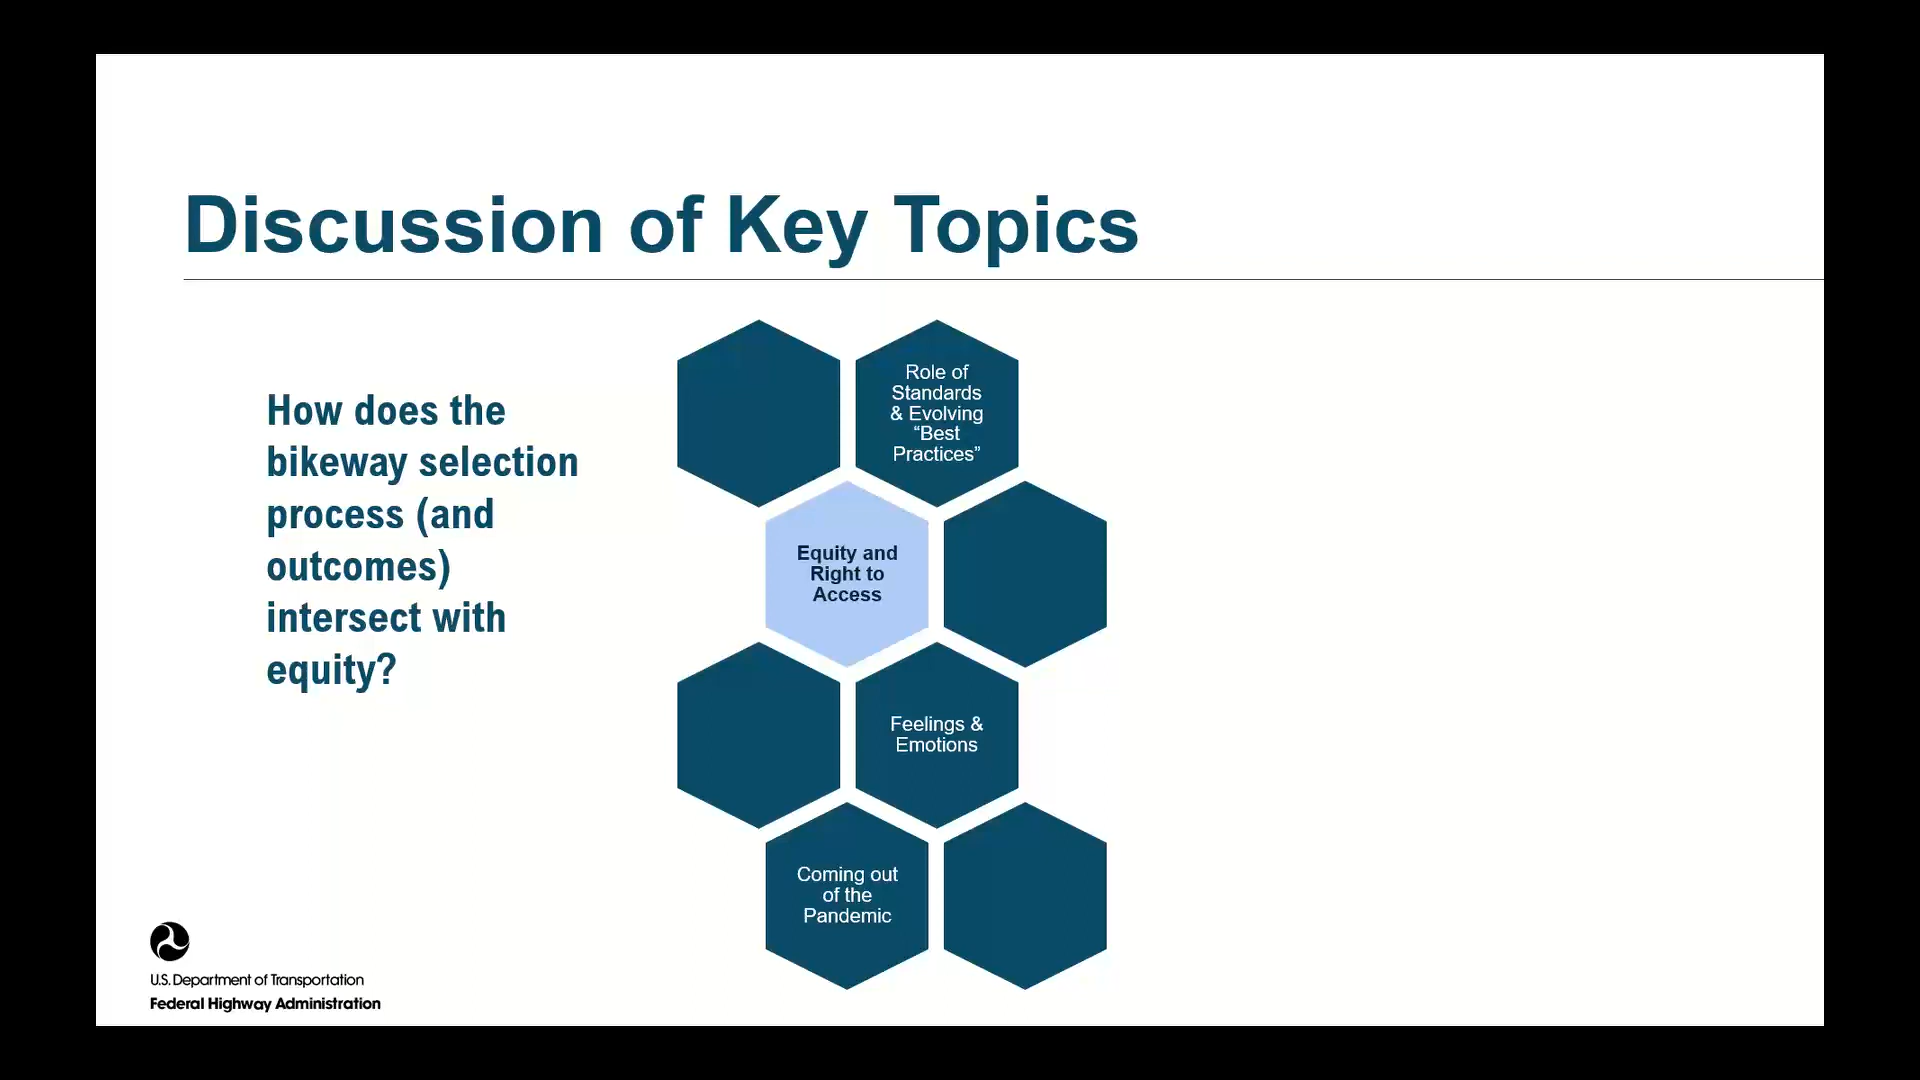 Discussion of Key Topics
How does the
bikeway selection
process (and
outcomes)
intersect with
equity?
Role of
Standards
& Evolving
“Best
Practices”
Equity and
Right to
Access
Feelings &
Emotions
Coming out
of the
Pandemic
U.S. Department of Transportation
Federal Highway Administration